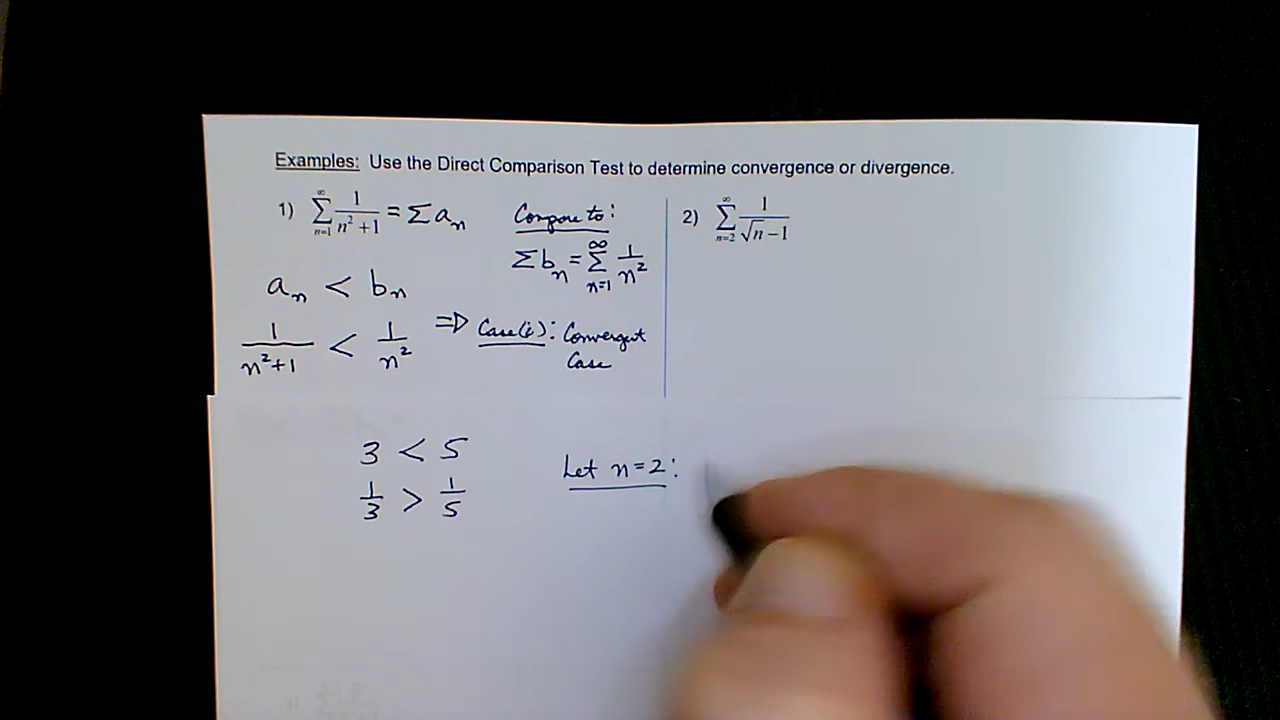 Examples: Use the Direct Comparison Test to determine convergence or divergence.
1) ∑_{n=1}^{∞} 1/(n² + 1) = Σ aₙ
Compare to:
Σ bₙ = ∑_{n=1}^{∞} 1/n²
aₙ < bₙ
1/(n²+1) < 1/n²
⇒ Case(i): Convergent
Case
2) ∑_{n=2}^{∞} 1/(√n − 1)
3 < 5
1/3 > 1/5
Let n=2: